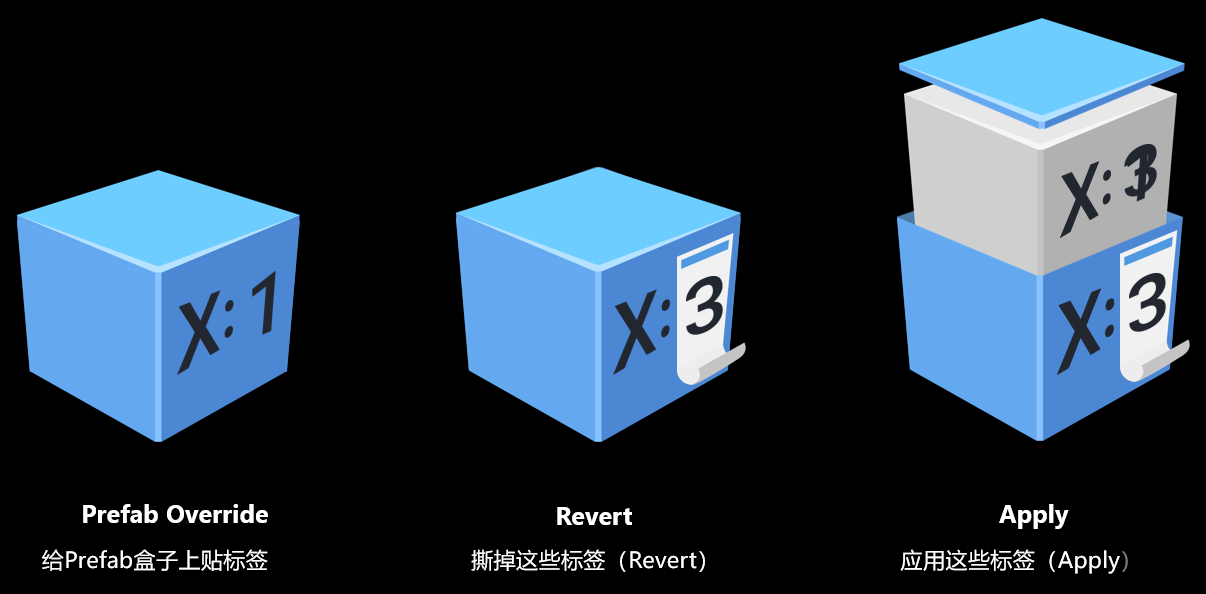 X:1
X:3
X:3
X:3
Prefab Override
Revert
Apply
给Prefab盒子上贴标签
撕掉这些标签（Revert）
应用这些标签（Apply）